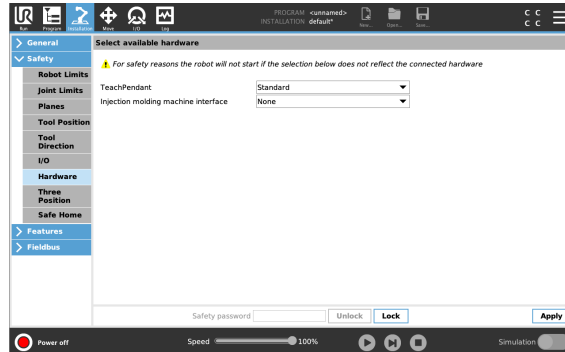 PROGRAM <unnamed>
INSTALLATION default*
C C
C C
Run Program Installation Move I/O Log New... Open... Save...
General
Select available hardware
Safety
For safety reasons the robot will not start if the selection below does not reflect the connected hardware
Robot Limits
Joint Limits
TeachPendant Standard
Planes
Injection molding machine interface None
Tool Position
Tool
Direction
I/O
Hardware
Three
Position
Safe Home
Features
Fieldbus
Safety password Unlock Lock Apply
Power off Speed 100% Simulation